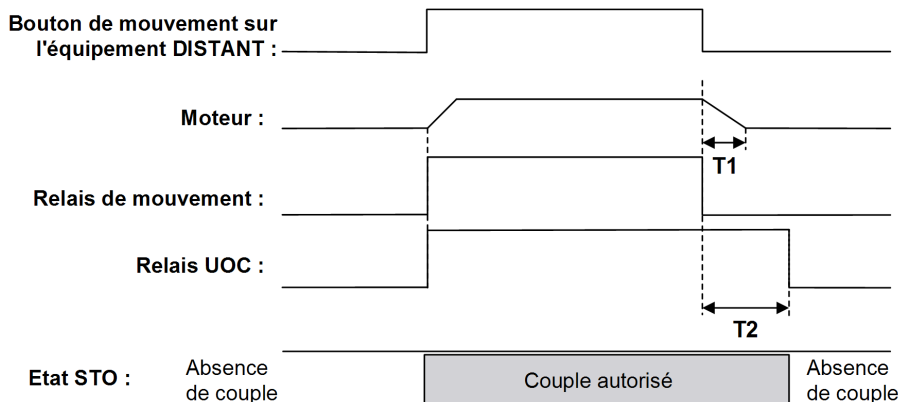 Bouton de mouvement sur
l'équipement DISTANT :
Moteur :
T1
Relais de mouvement :
Relais UOC :
T2
Etat STO :
Absence
de couple
Couple autorisé
Absence
de couple